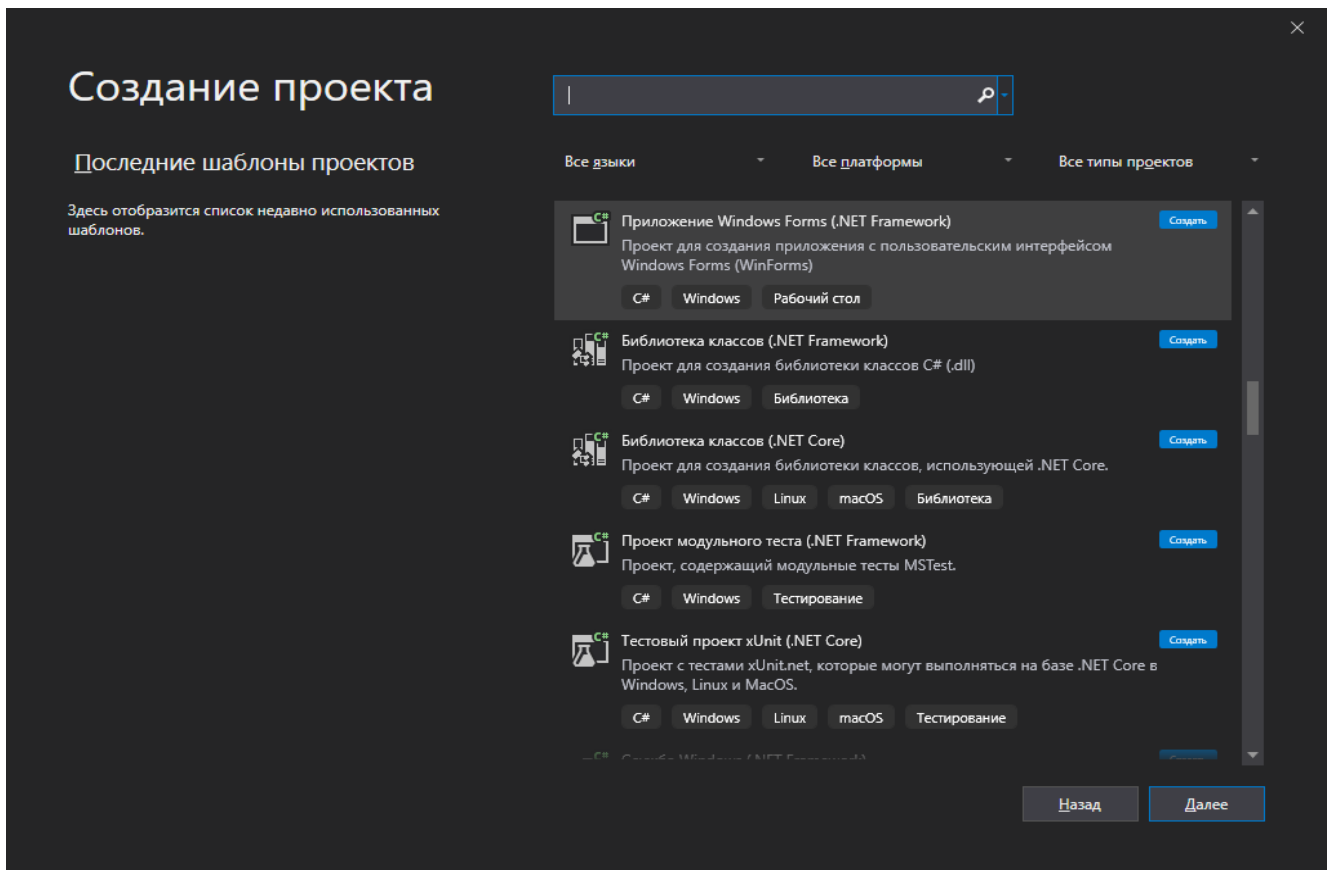 Создание проекта
Последние шаблоны проектов
Здесь отобразится список недавно использованных
шаблонов.
Все языки
Все платформы
Все типы проектов
C#
Приложение Windows Forms (.NET Framework)
Создать
Проект для создания приложения с пользовательским интерфейсом
Windows Forms (WinForms)
C# Windows Рабочий стол
C#
Библиотека классов (.NET Framework)
Создать
Проект для создания библиотеки классов C# (.dll)
C# Windows Библиотека
C#
Библиотека классов (.NET Core)
Создать
Проект для создания библиотеки классов, использующей .NET Core.
C# Windows Linux macOS Библиотека
C#
Проект модульного теста (.NET Framework)
Создать
Проект, содержащий модульные тесты MSTest.
C# Windows Тестирование
C#
Тестовый проект xUnit (.NET Core)
Создать
Проект с тестами xUnit.net, которые могут выполняться на базе .NET Core в
Windows, Linux и MacOS.
C# Windows Linux macOS Тестирование
C#
Служба Windows (.NET Framework)
Создать
Назад
Далее